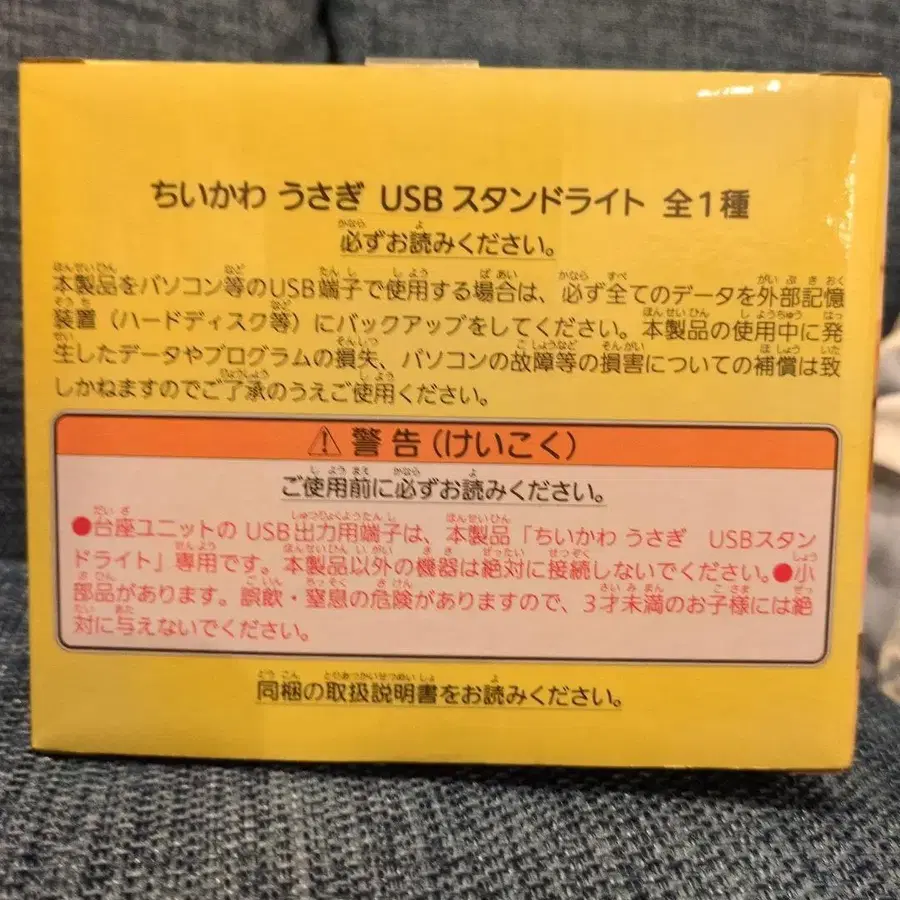 ちいかわ うさぎ USB スタンドライト 全1種
必ずお読みください。
本製品をパソコン等のUSB端子で使用する場合は、必ず全てのデータを外部記憶
装置（ハードディスク等）にバックアップをしてください。本製品の使用中に発
生したデータやプログラムの損失、パソコンの故障等の損害についての補償は致
しかねますのでご了承のうえご使用ください。
⚠ 警告（けいこく）
ご使用前に必ずお読みください。
●台座ユニットの USB出力用端子は、本製品「ちいかわ うさぎ USBスタン
ドライト」専用です。本製品以外の機器は絶対に接続しないでください。●小
部品があります。誤飲・窒息の危険がありますので、3才未満のお子様には絶
対に与えないでください。
同梱の取扱説明書をお読みください。